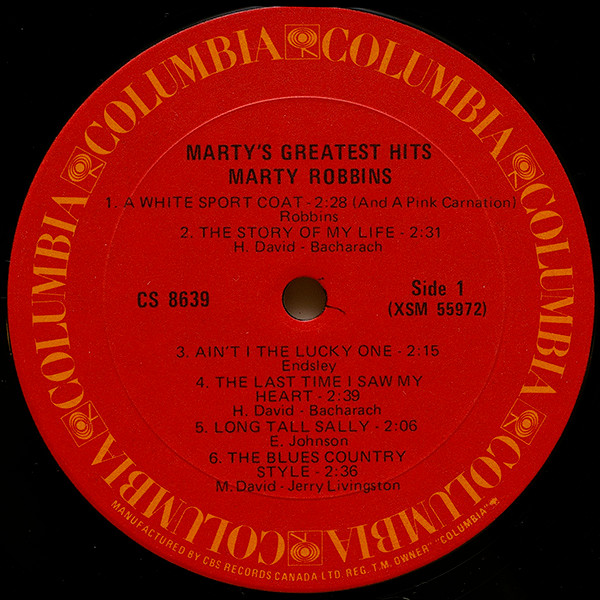 COLUMBIA COLUMBIA COLUMBIA COLUMBIA COLUMBIA COLUMBIA
MARTY'S GREATEST HITS
MARTY ROBBINS
1. A WHITE SPORT COAT - 2:28 (And A Pink Carnation)
Robbins
2. THE STORY OF MY LIFE - 2:31
H. David - Bacharach
CS 8639
Side 1
(XSM 55972)
3. AIN'T I THE LUCKY ONE - 2:15
Endsley
4. THE LAST TIME I SAW MY
HEART - 2:39
H. David - Bacharach
5. LONG TALL SALLY - 2:06
E. Johnson
6. THE BLUES COUNTRY
STYLE - 2:36
M. David - Jerry Livingston
MANUFACTURED BY CBS RECORDS CANADA LTD. REG. T.M. OWNER "COLUMBIA"